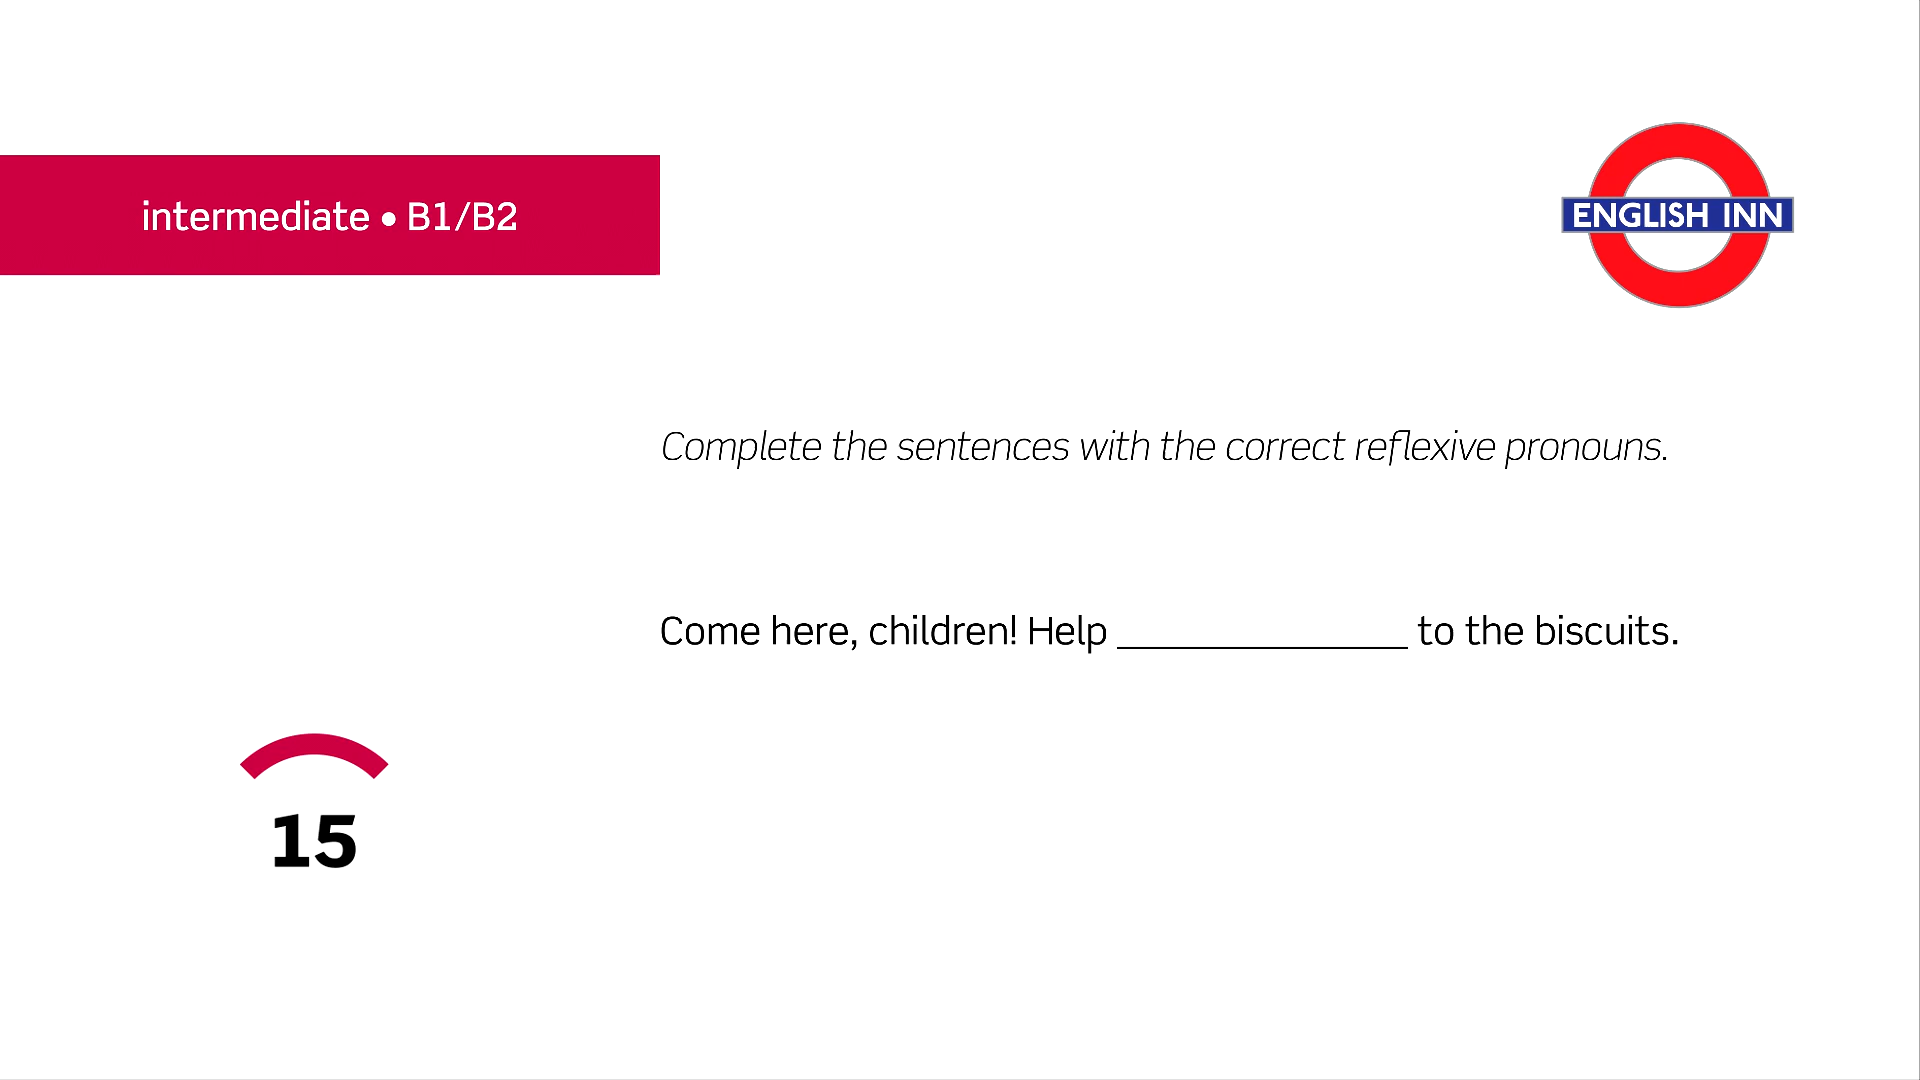 intermediate • B1/B2
ENGLISH INN
Complete the sentences with the correct reflexive pronouns.
Come here, children! Help ______________ to the biscuits.
15